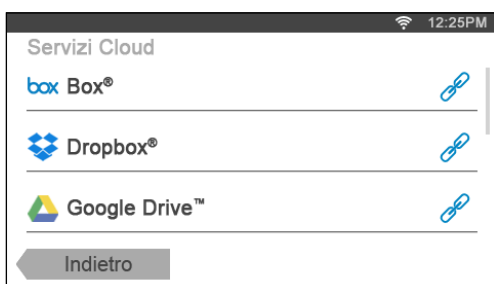 12:25PM
Servizi Cloud
box Box®
Dropbox®
Google Drive™
Indietro